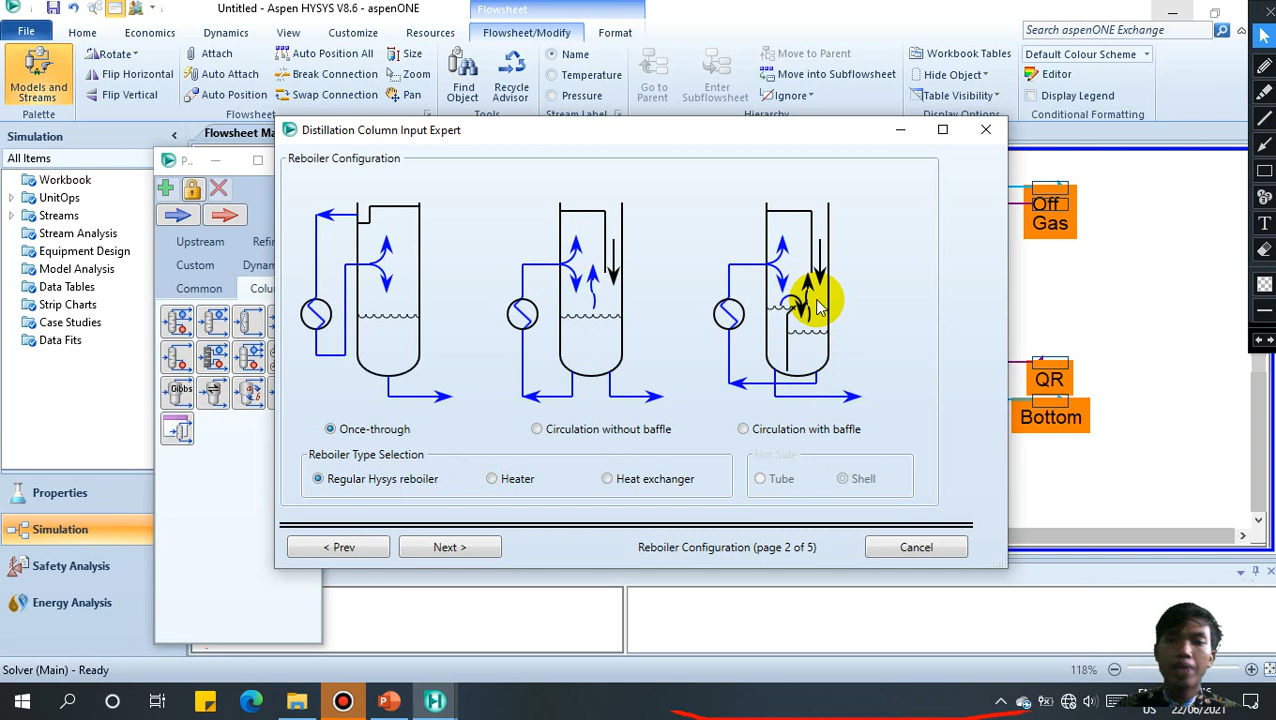 Untitled - Aspen HYSYS V8.6 - aspenONE
Flowsheet
File
Home
Economics
Dynamics
View
Customize
Resources
Flowsheet/Modify
Format
Search aspenONE Exchange
Models and
Streams
Palette
Rotate
Flip Horizontal
Flip Vertical
Attach
Auto Attach
Auto Position
Auto Position All
Break Connection
Swap Connection
Size
Zoom
Pan
Flowsheet
Find
Object
Recycle
Advisor
Tools
Name
Temperature
Pressure
Stream Label
Go to
Parent
Enter
Subflowsheet
Move to Parent
Move into Subflowsheet
Ignore
Hierarchy
Workbook Tables
Hide Object
Table Visibility
Display Options
Default Colour Scheme
Editor
Display Legend
Conditional Formatting
Simulation
All Items
Workbook
UnitOps
Streams
Stream Analysis
Equipment Design
Model Analysis
Data Tables
Strip Charts
Case Studies
Data Fits
Properties
Simulation
Safety Analysis
Energy Analysis
P..
Upstream
Custom
Common
Gibbs
Distillation Column Input Expert
Reboiler Configuration
Once-through
Circulation without baffle
Circulation with baffle
Reboiler Type Selection
Regular Hysys reboiler
Heater
Heat exchanger
Hot Side
Tube
Shell
< Prev
Next >
Reboiler Configuration (page 2 of 5)
Cancel
Off
Gas
QR
Bottom
Solver (Main) - Ready
118%
22/06/2021